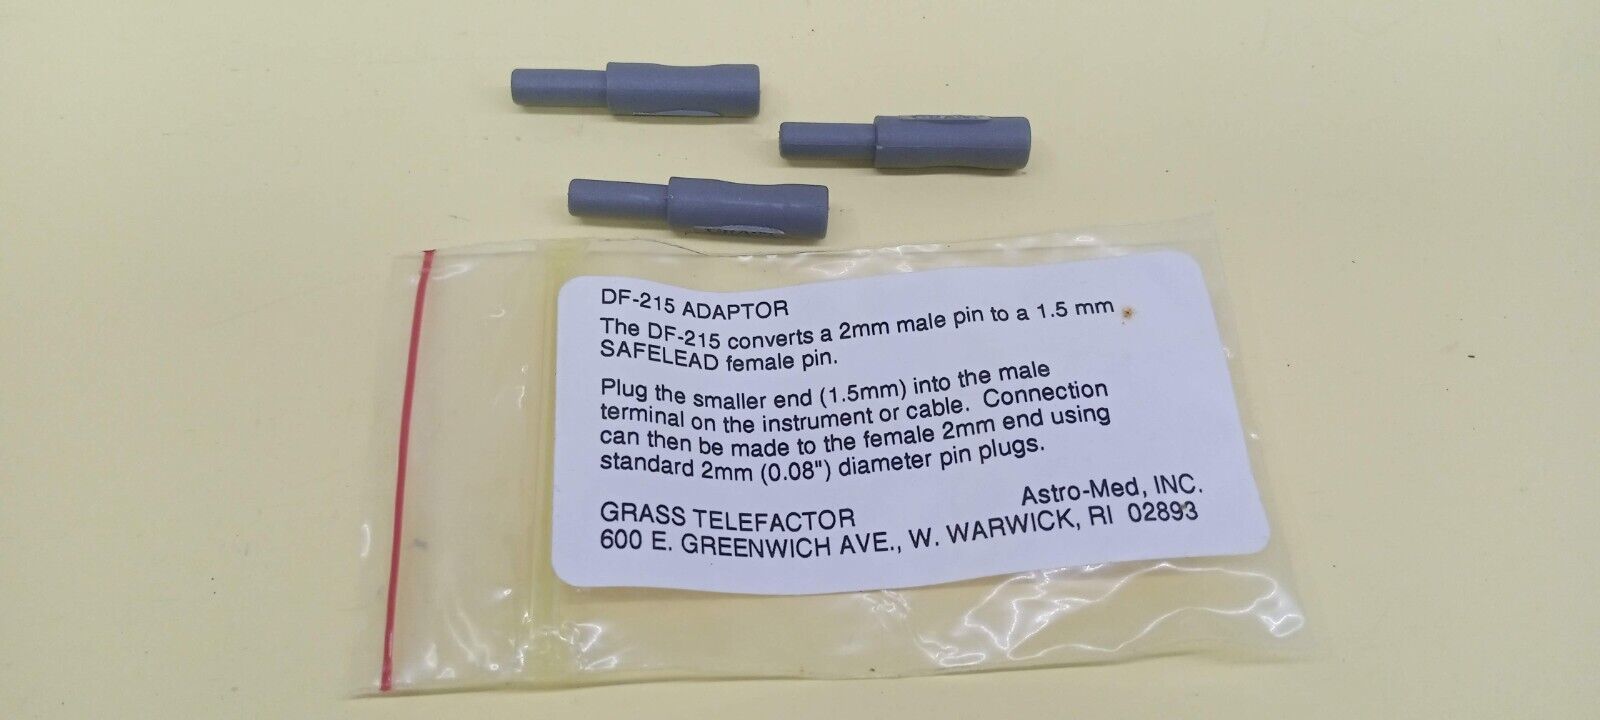 DF-215 ADAPTOR
The DF-215 converts a 2mm male pin to a 1.5 mm
SAFELEAD female pin.
Plug the smaller end (1.5mm) into the male
terminal on the instrument or cable. Connection
can then be made to the female 2mm end using
standard 2mm (0.08") diameter pin plugs.
Astro-Med, INC.
GRASS TELEFACTOR
600 E. GREENWICH AVE., W. WARWICK, RI 02893